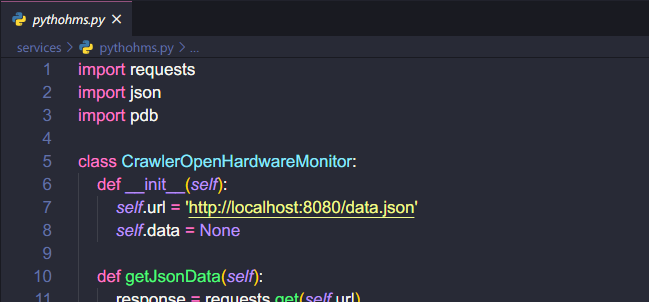 pythohms.py ×
services > pythohms.py > ...
1 import requests
2 import json
3 import pdb
4
5 class CrawlerOpenHardwareMonitor:
6 def __init__(self):
7 self.url = 'http://localhost:8080/data.json'
8 self.data = None
9
10 def getJsonData(self):
11 response = requests.get(self.url)